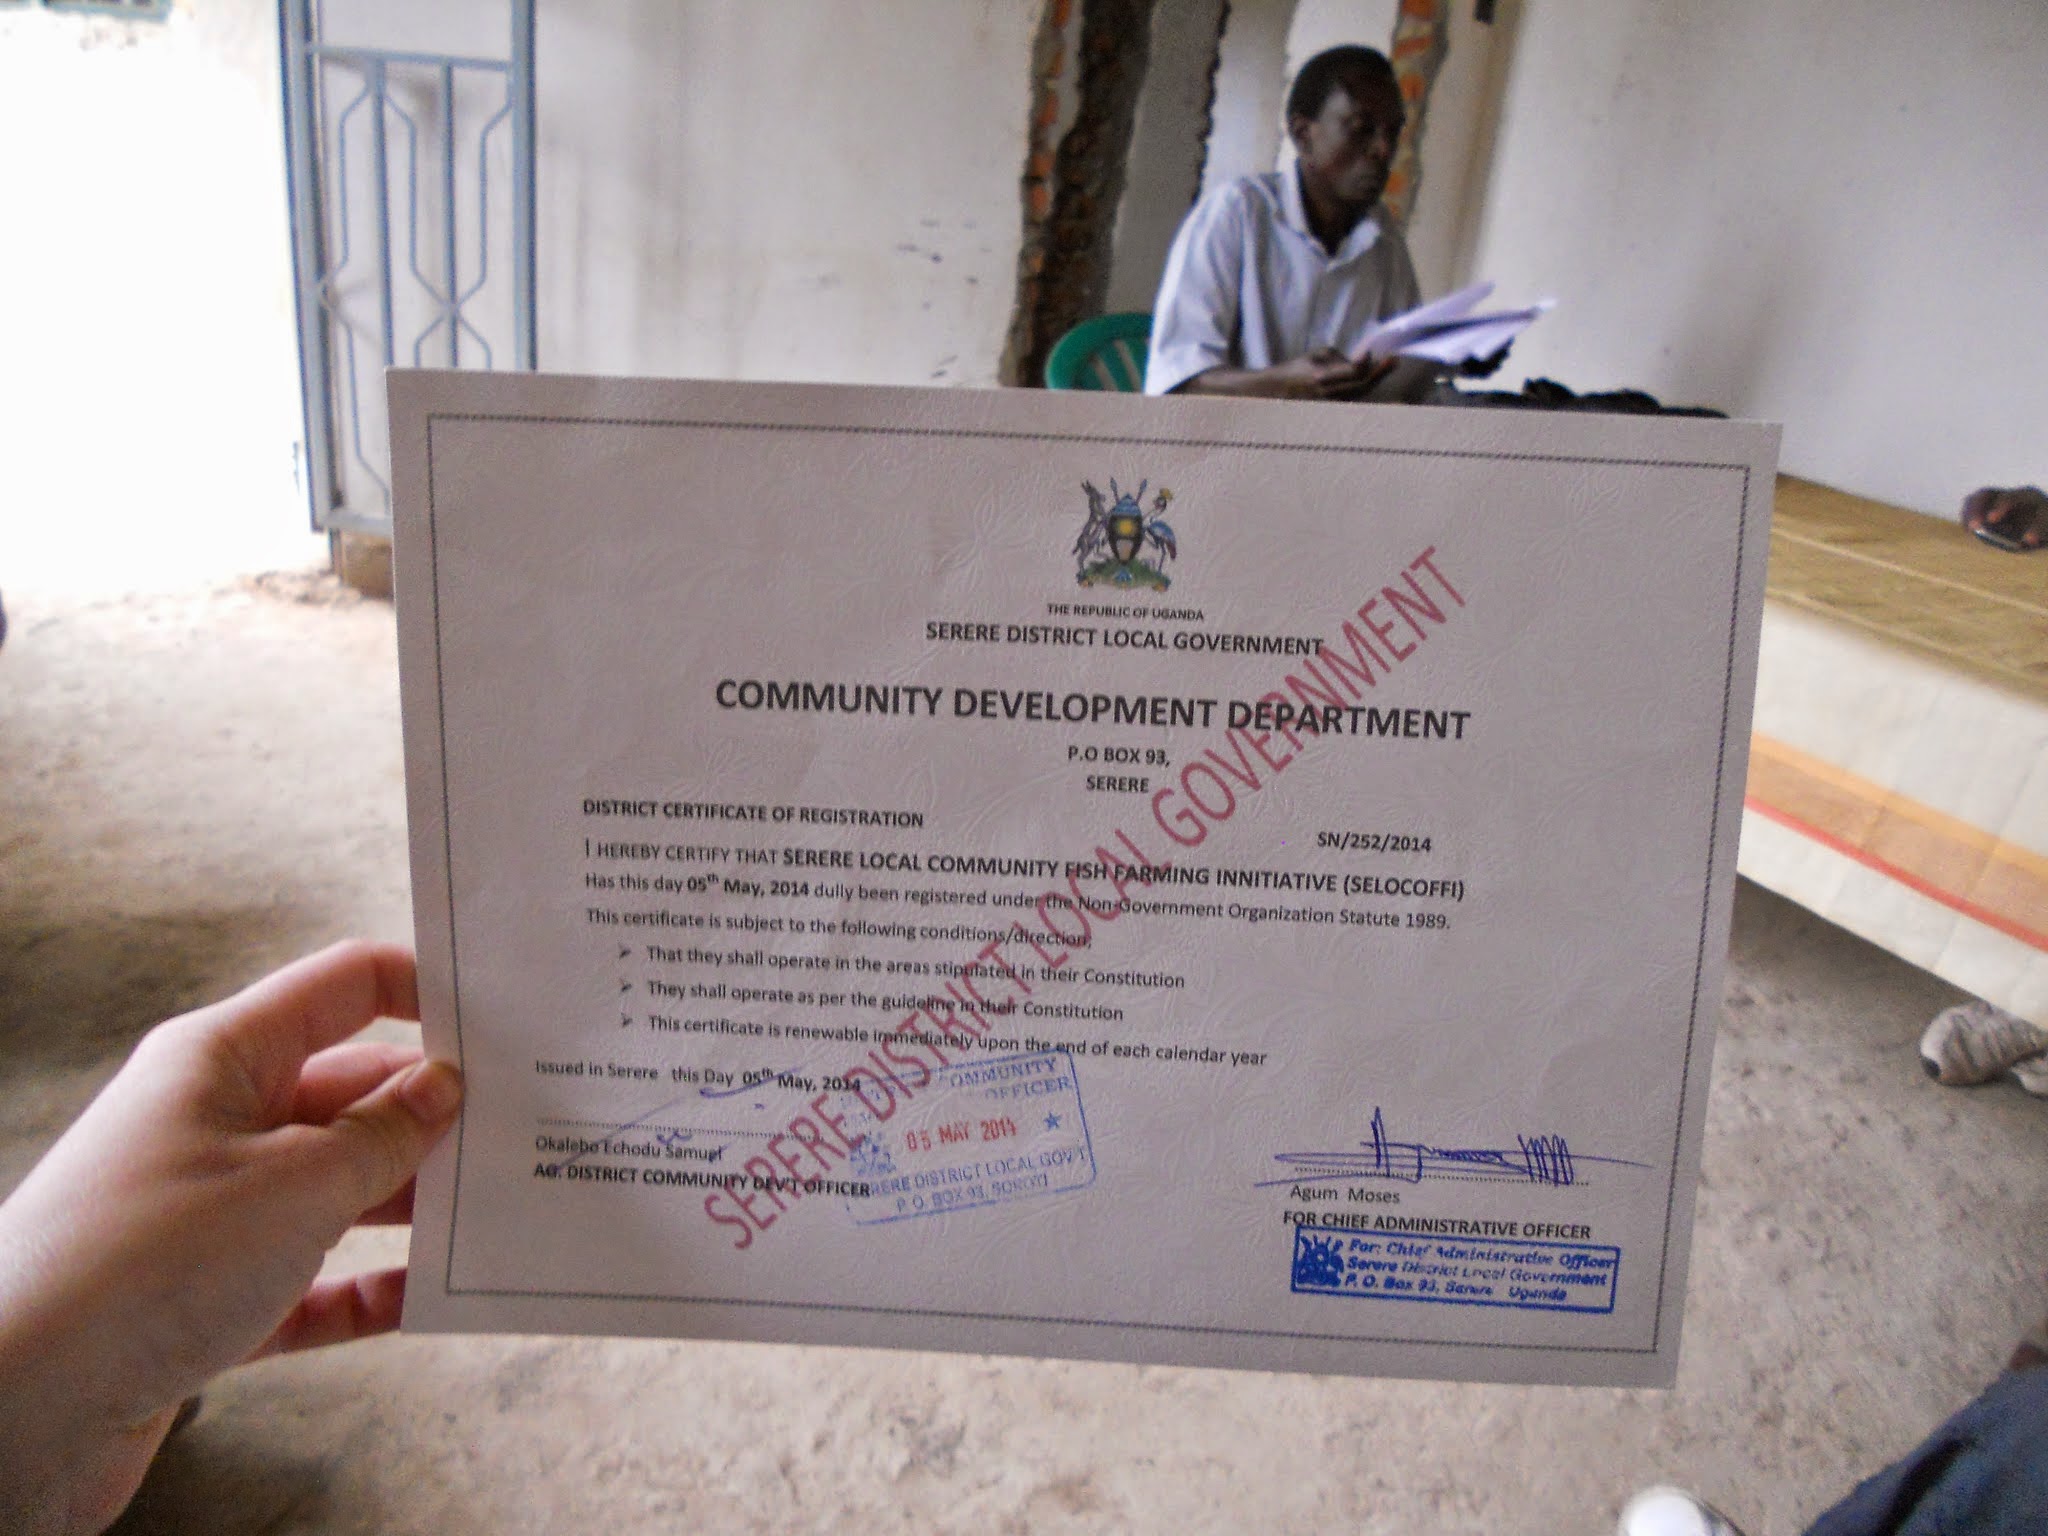 THE REPUBLIC OF UGANDA
SERERE DISTRICT LOCAL GOVERNMENT
COMMUNITY DEVELOPMENT DEPARTMENT
P.O BOX 93,
SERERE
DISTRICT CERTIFICATE OF REGISTRATION
SN/252/2014
I HEREBY CERTIFY THAT SERERE LOCAL COMMUNITY FISH FARMING INNITIATIVE (SELOCOFFI)
Has this day 05th May, 2014 dully been registered under the Non-Government Organization Statute 1989.
This certificate is subject to the following conditions/direction;
➢ That they shall operate in the areas stipulated in their Constitution
➢ They shall operate as per the guideline in their Constitution
➢ This certificate is renewable immediately upon the end of each calendar year
Issued in Serere this Day 05th May, 2014
Okalebo Echodu Samuel
AG. DISTRICT COMMUNITY DEV'T OFFICER
COMMUNITY
OFFICER
05 MAY 2014
SERERE DISTRICT LOCAL GOV'T
P.O. BOX 93, SOROTI
Agum Moses
FOR CHIEF ADMINISTRATIVE OFFICER
For: Chief Administrative Officer
Serere District Local Government
P. O. Box 93, Serere Uganda
SERERE DISTRICT LOCAL GOVERNMENT